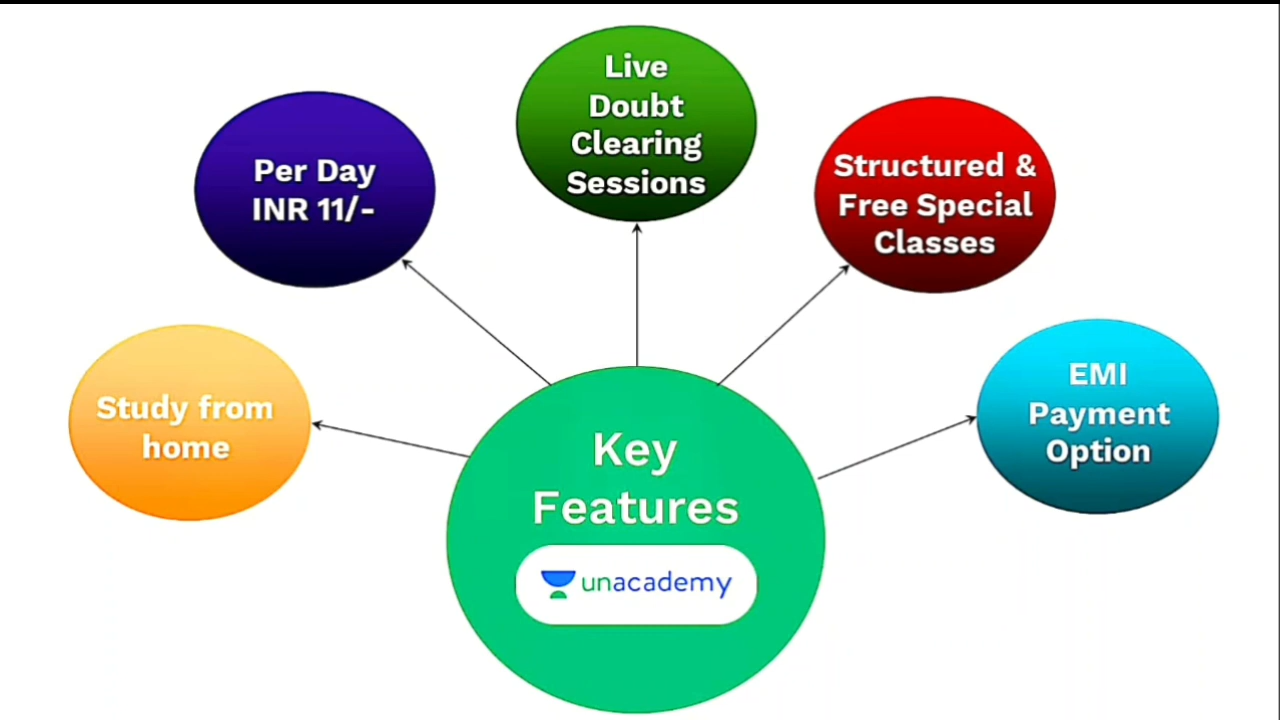 Live
Doubt
Clearing
Sessions
Per Day
INR 11/-
Structured &
Free Special
Classes
Study from
home
EMI
Payment
Option
Key
Features
unacademy